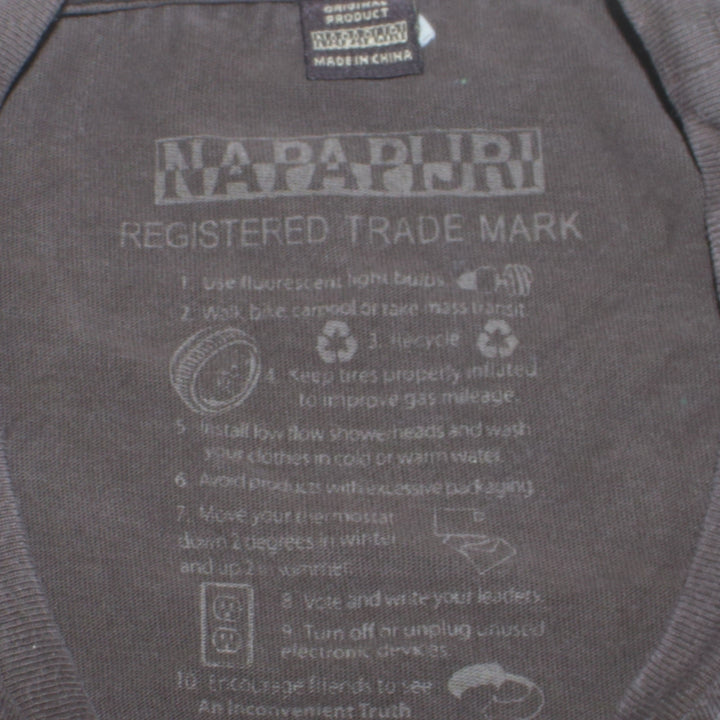 ORIGINAL
PRODUCT
NAPAPIJRI
MADE IN CHINA
NAPAPIJRI
REGISTERED TRADE MARK
1. Use fluorescent light bulbs
2. Walk, bike, carpool or take mass transit
3. Recycle
4. Keep tires properly inflated
to improve gas mileage.
5. Install low flow showerheads and wash
your clothes in cold or warm water.
6. Avoid products with excessive packaging
7. Move your thermostat
down 2 degrees in winter
and up 2 in summer.
8. Vote and write your leaders.
9. Turn off or unplug unused
electronic devices.
10. Encourage friends to see
An Inconvenient Truth